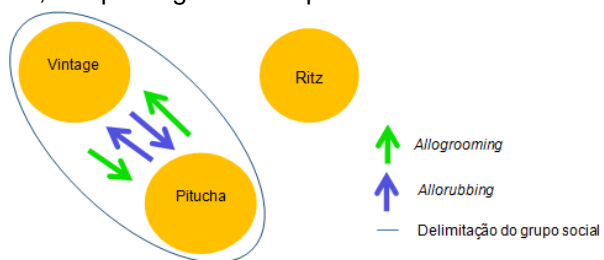 Vintage
Ritz
Pitucha
Allogrooming
Allorubbing
Delimitação do grupo social